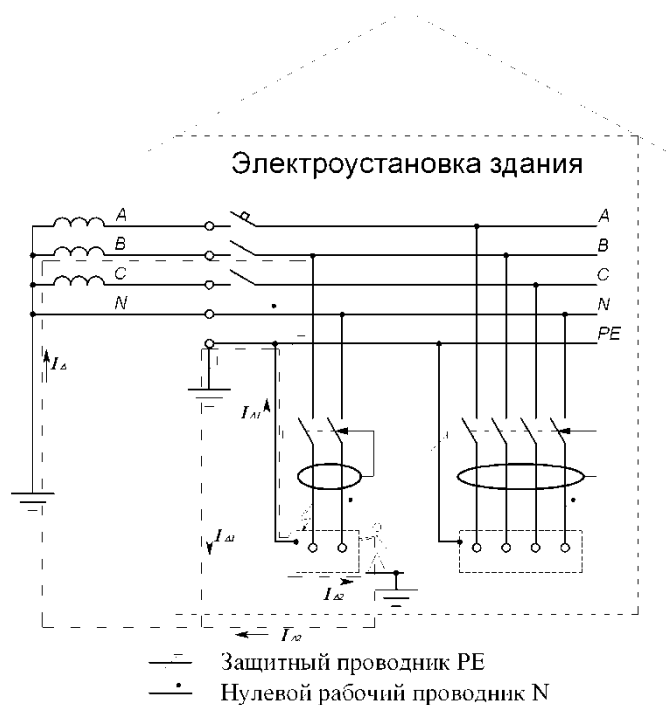 Электроустановка здания
A A
B B
C C
N N
PE
IΔ
IΔ1
IΔ1
IΔ2
IΔ2
Защитный проводник PE
Нулевой рабочий проводник N